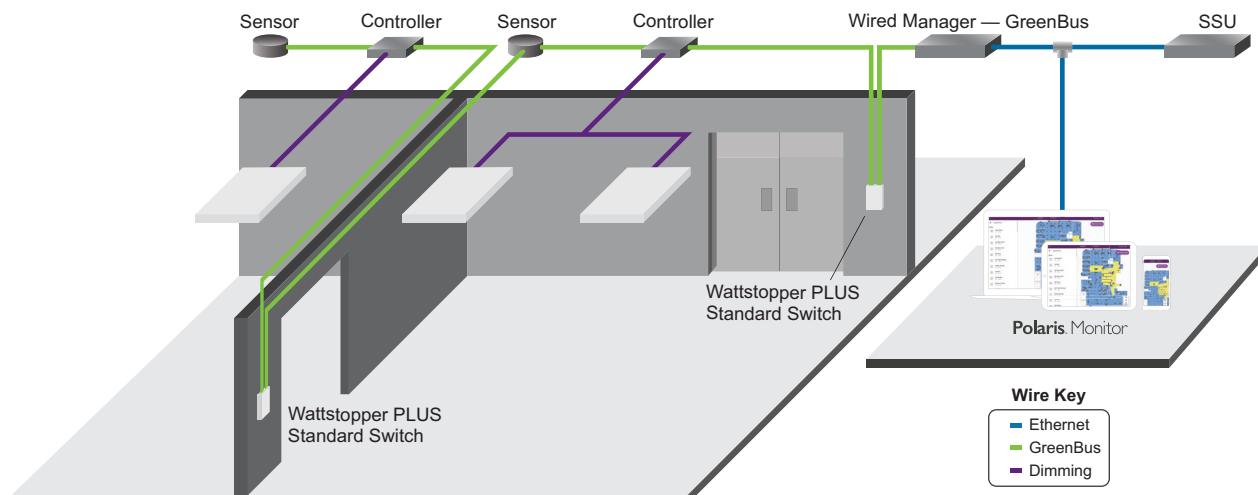 Sensor
Controller
Sensor
Controller
Wired Manager — GreenBus
SSU
Wattstopper PLUS
Standard Switch
Polaris. Monitor
Wattstopper PLUS
Standard Switch
Wire Key
Ethernet
GreenBus
Dimming